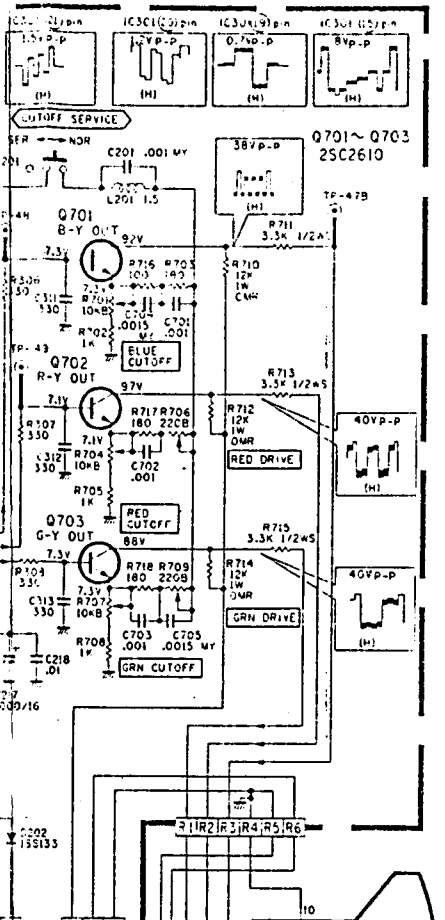 1.5Vp-p
1.2Vp-p
0.7Vp-p
8Vp-p
(H)
(H)
(H)
(H)
CUTOFF SERVICE
SER NOR
C201 .001 MY
L201 1.5
38Vp-p
(H)
Q701~ Q703
2SC2610
TP-47B
Q701
B-Y OUT
92V
7.3V
R716
180
R703
180
R711
3.3K 1/2WS
R710
12K
1W
OMR
R306
330
C311
330
7.3V
R701
10KB
C704
.0015
MY
C701
.001
R702
1K
BLUE
CUTOFF
TP-49
Q702
R-Y OUT
97V
7.1V
R713
3.3K 1/2WS
R717
180
R706
220B
R712
12K
1W
OMR
R307
330
C312
330
7.1V
R704
10KB
C702
.001
RED DRIVE
40Vp-p
(H)
R705
1K
RED
CUTOFF
Q703
G-Y OUT
88V
7.3V
R715
3.3K 1/2WS
R718
180
R709
220B
R714
12K
1W
OMR
C313
330
7.3V
R707
10KB
GRN DRIVE
40Vp-p
(H)
C703
.001
C705
.0015 MY
R708
1K
C218
.01
GRN CUTOFF
R1 R2 R3 R4 R5 R6
1SS133
10